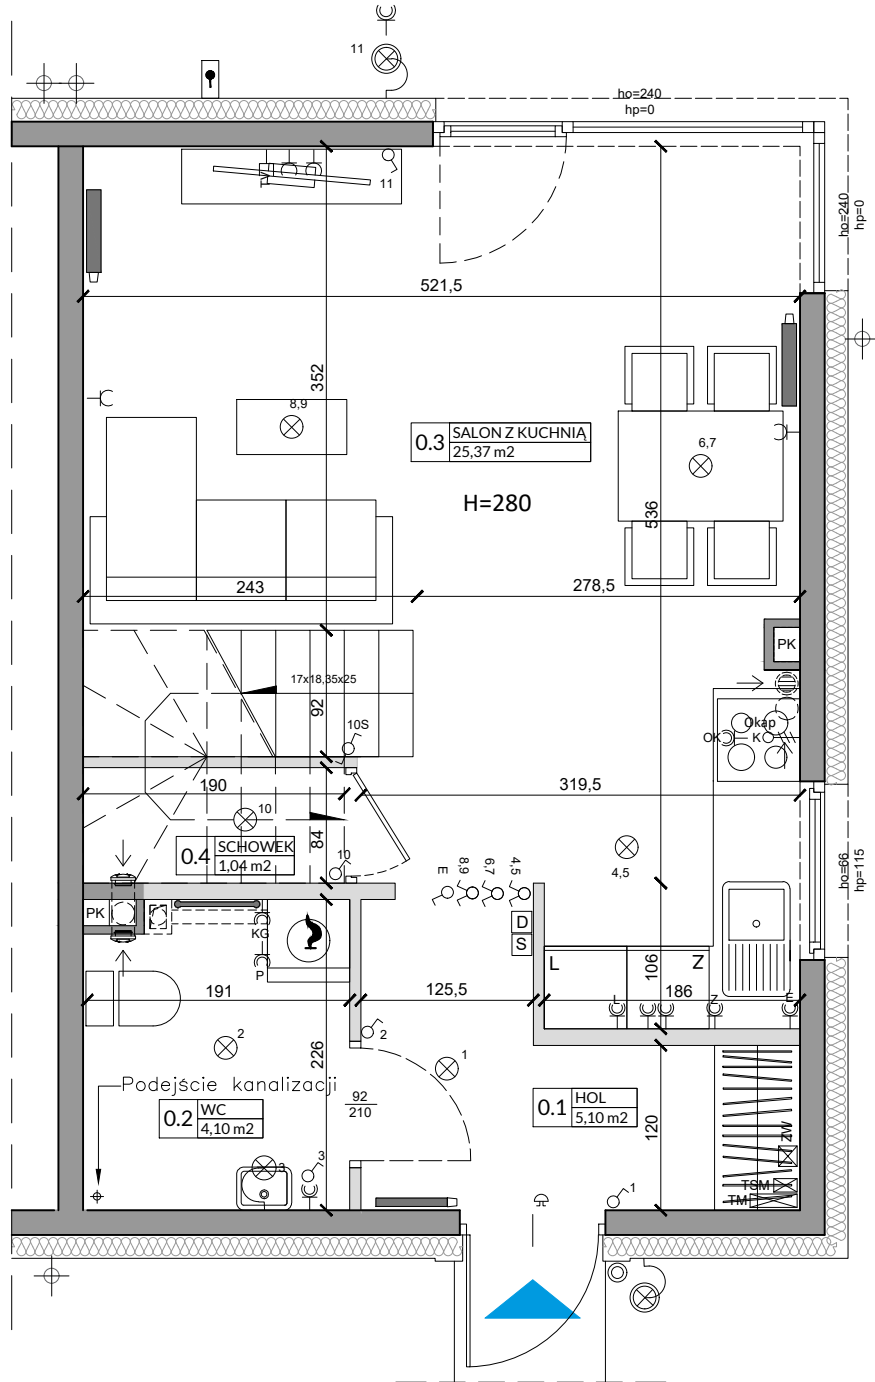 11
ho=240
hp=0
11
ho=240
hp=0
521,5
352
8,9
0.3 SALON Z KUCHNIĄ
25,37 m2
6,7
H=280
536
243
278,5
PK
17x18,35x25
92
10S
Okap
OK
K
190
319,5
10
0.4 SCHOWEK
1,04 m2
84
10
4,5
ho=66
hp=115
E
8,9
6,7
4,5
PK
KG
P
D
S
L
Z
106
191
125,5
186
L
Z
E
2
2
226
1
Podejście kanalizacji
92
210
0.2 WC
4,10 m2
0.1 HOL
5,10 m2
120
ZW
3
3
TSM
TM
1